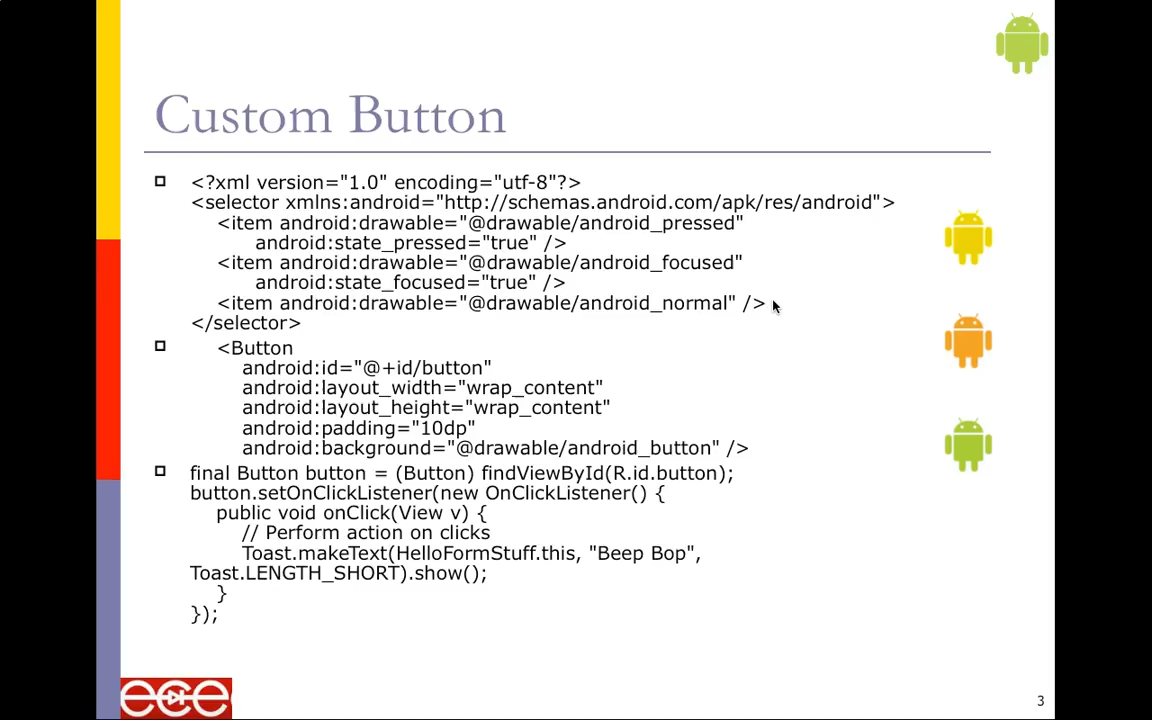 Custom Button
<?xml version="1.0" encoding="utf-8"?>
<selector xmlns:android="http://schemas.android.com/apk/res/android">
<item android:drawable="@drawable/android_pressed"
android:state_pressed="true" />
<item android:drawable="@drawable/android_focused"
android:state_focused="true" />
<item android:drawable="@drawable/android_normal" />
</selector>
<Button
android:id="@+id/button"
android:layout_width="wrap_content"
android:layout_height="wrap_content"
android:padding="10dp"
android:background="@drawable/android_button" />
final Button button = (Button) findViewById(R.id.button);
button.setOnClickListener(new OnClickListener() {
public void onClick(View v) {
// Perform action on clicks
Toast.makeText(HelloFormStuff.this, "Beep Bop",
Toast.LENGTH_SHORT).show();
}
});
ece
3